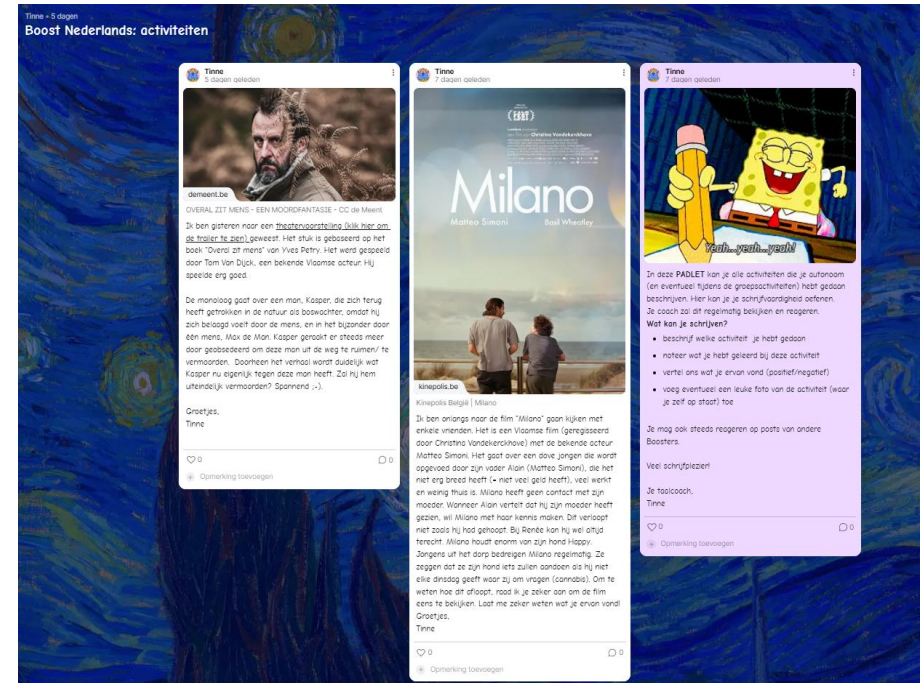 Tinne • 5 dagen
Boost Nederlands: activiteiten
Tinne
5 dagen geleden
demeent.be
OVERAL ZIT MENS - EEN MOORDFANTASIE - CC de Meent
Ik ben gisteren naar een theatervoorstelling (klik hier om
de trailer te zien) geweest. Het stuk is gebaseerd op het
boek "Overal zit mens" van Yves Petry. Het werd gespeeld
door Tom Van Dijck, een bekende Vlaamse acteur. Hij
speelde erg goed.
De monoloog gaat over een man, Kasper, die zich terug
heeft getrokken in de natuur als boswachter, omdat hij
zich belaagd voelt door de mens, en in het bijzonder door
één mens, Max de Man. Kasper geraakt er steeds meer
door geobsedeerd om deze man uit de weg te ruimen/ te
vermoorden. Doorheen het verhaal wordt duidelijk wat
Kasper nu eigenlijk tegen deze man heeft. Zal hij hem
uiteindelijk vermoorden? Spannend ;-).
Groetjes,
Tinne
0
0
Opmerking toevoegen
Tinne
7 dagen geleden
Christina Vandekerckhove
Milano
Matteo Simoni
Basil Wheatley
kinepolis.be
Kinepolis België | Milano
Ik ben onlangs naar de film "Milano" gaan kijken met
enkele vrienden. Het is een Vlaamse film (geregisseerd
door Christina Vandekerckhove) met de bekende acteur
Matteo Simoni. Het gaat over een dove jongen die wordt
opgevoed door zijn vader Alain (Matteo Simoni), die het
niet erg breed heeft (= niet veel geld heeft), veel werkt
en weinig thuis is. Milano heeft geen contact met zijn
moeder. Wanneer Alain vertelt dat hij zijn moeder heeft
gezien, wil Milano met haar kennis maken. Dit verloopt
niet zoals hij had gehoopt. Bij Renée kan hij wel altijd
terecht. Milano houdt enorm van zijn hond Happy.
Jongens uit het dorp bedreigen Milano regelmatig. Ze
zeggen dat ze zijn hond iets zullen aandoen als hij niet
elke dinsdag geeft waar zij om vragen (cannabis). Om te
weten hoe dit afloopt, raad ik je zeker aan om de film
eens te bekijken. Laat me zeker weten wat je ervan vond!
Groetjes,
Tinne
0
0
Opmerking toevoegen
Tinne
7 dagen geleden
Yeah...yeah...yeah!
In deze PADLET kan je alle activiteiten die je autonoom
(en eventueel tijdens de groepsactiviteiten) hebt gedaan
beschrijven. Hier kan je je schrijfvaardigheid oefenen.
Je coach zal dit regelmatig bekijken en reageren.
Wat kan je schrijven?
beschrijf welke activiteit je hebt gedaan
noteer wat je hebt geleerd bij deze activiteit
vertel ons wat je ervan vond (positief/negatief)
voeg eventueel een leuke foto van de activiteit (waar
je zelf op staat) toe
Je mag ook steeds reageren op posts van andere
Boosters.
Veel schrijfplezier!
Je taalcoach,
Tinne
0
0
Opmerking toevoegen